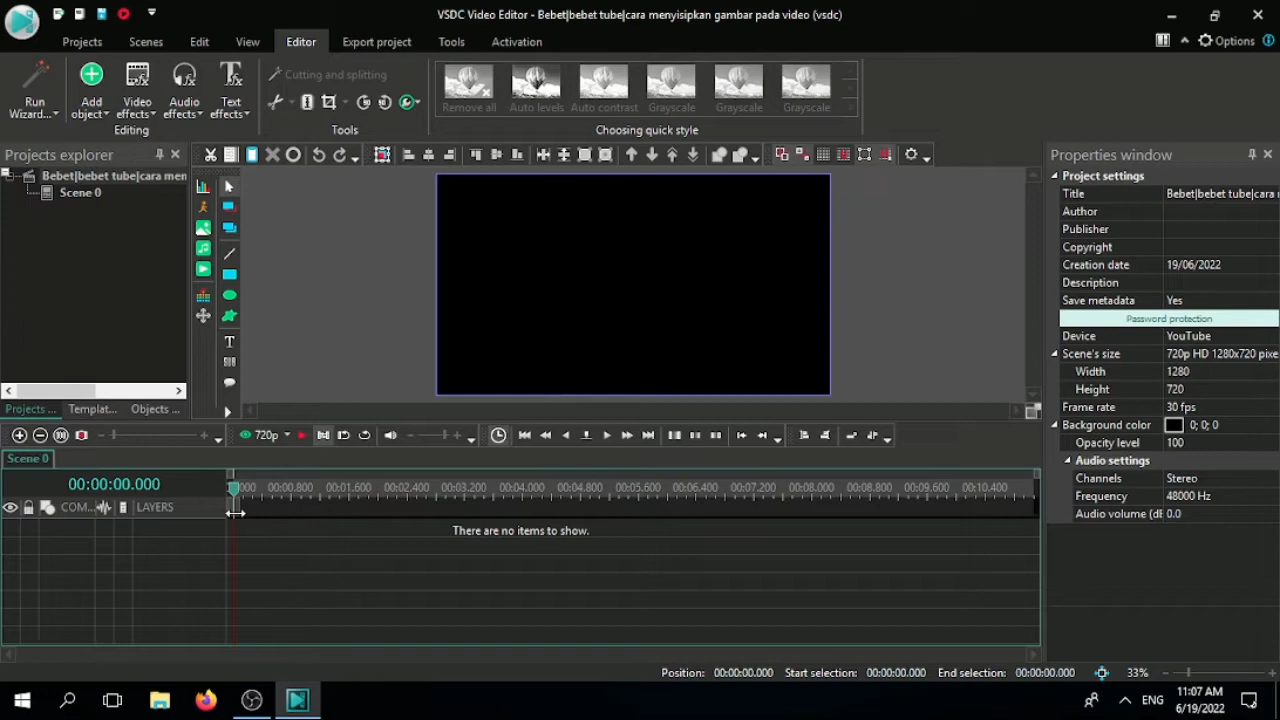 VSDC Video Editor - Bebet|bebet tube|cara menyisipkan gambar pada video (vsdc)
Projects Scenes Edit View Editor Export project Tools Activation
Options
Run Wizard...
Add object
Video effects
Audio effects
Text effects
Editing
Cutting and splitting
Tools
Remove all Auto levels Auto contrast Grayscale Grayscale Grayscale
Choosing quick style
Projects explorer
Bebet|bebet tube|cara men
Scene 0
Projects ... Templat... Objects ...
Properties window
Project settings
Title Bebet|bebet tube|cara r
Author
Publisher
Copyright
Creation date 19/06/2022
Description
Save metadata Yes
Password protection
Device YouTube
Scene's size 720p HD 1280x720 pixe
Width 1280
Height 720
Frame rate 30 fps
Background color 0; 0; 0
Opacity level 100
Audio settings
Channels Stereo
Frequency 48000 Hz
Audio volume (dB 0.0
720p
Scene 0
00:00:00.000
000 00:00.800 00:01.600 00:02.400 00:03.200 00:04.000 00:04.800 00:05.600 00:06.400 00:07.200 00:08.000 00:08.800 00:09.600 00:10.400
COM... LAYERS
There are no items to show.
Position: 00:00:00.000 Start selection: 00:00:00.000 End selection: 00:00:00.000 33%
ENG
11:07 AM
6/19/2022